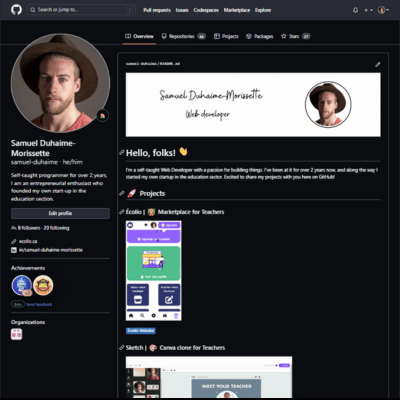 Search or jump to...
Pull requests Issues Codespaces Marketplace Explore
Overview Repositories Projects Packages Stars
samuel-duhaime / README.md
Samuel Duhaime-Morissette
Web developer
Samuel Duhaime-
Morissette
samuel-duhaime · he/him
Self-taught programmer for over 2 years,
I am an entrepreneurial enthusiast who
founded my own start-up in the
education section.
Edit profile
8 followers · 20 following
ecolio.ca
in/samuel-duhaime-morissette
Achievements
Beta Send feedback
Organizations
Hello, folks!
I'm a self-taught Web Developer with a passion for building things. I've been at it for over 2 years now, and along the way I
started my own startup in the education sector. Excited to share my projects with you here on GitHub!
Projects
Écolio | Marketplace for Teachers
Écolio Website
Sketch | Canva clone for Teachers
MEET YOUR TEACHER